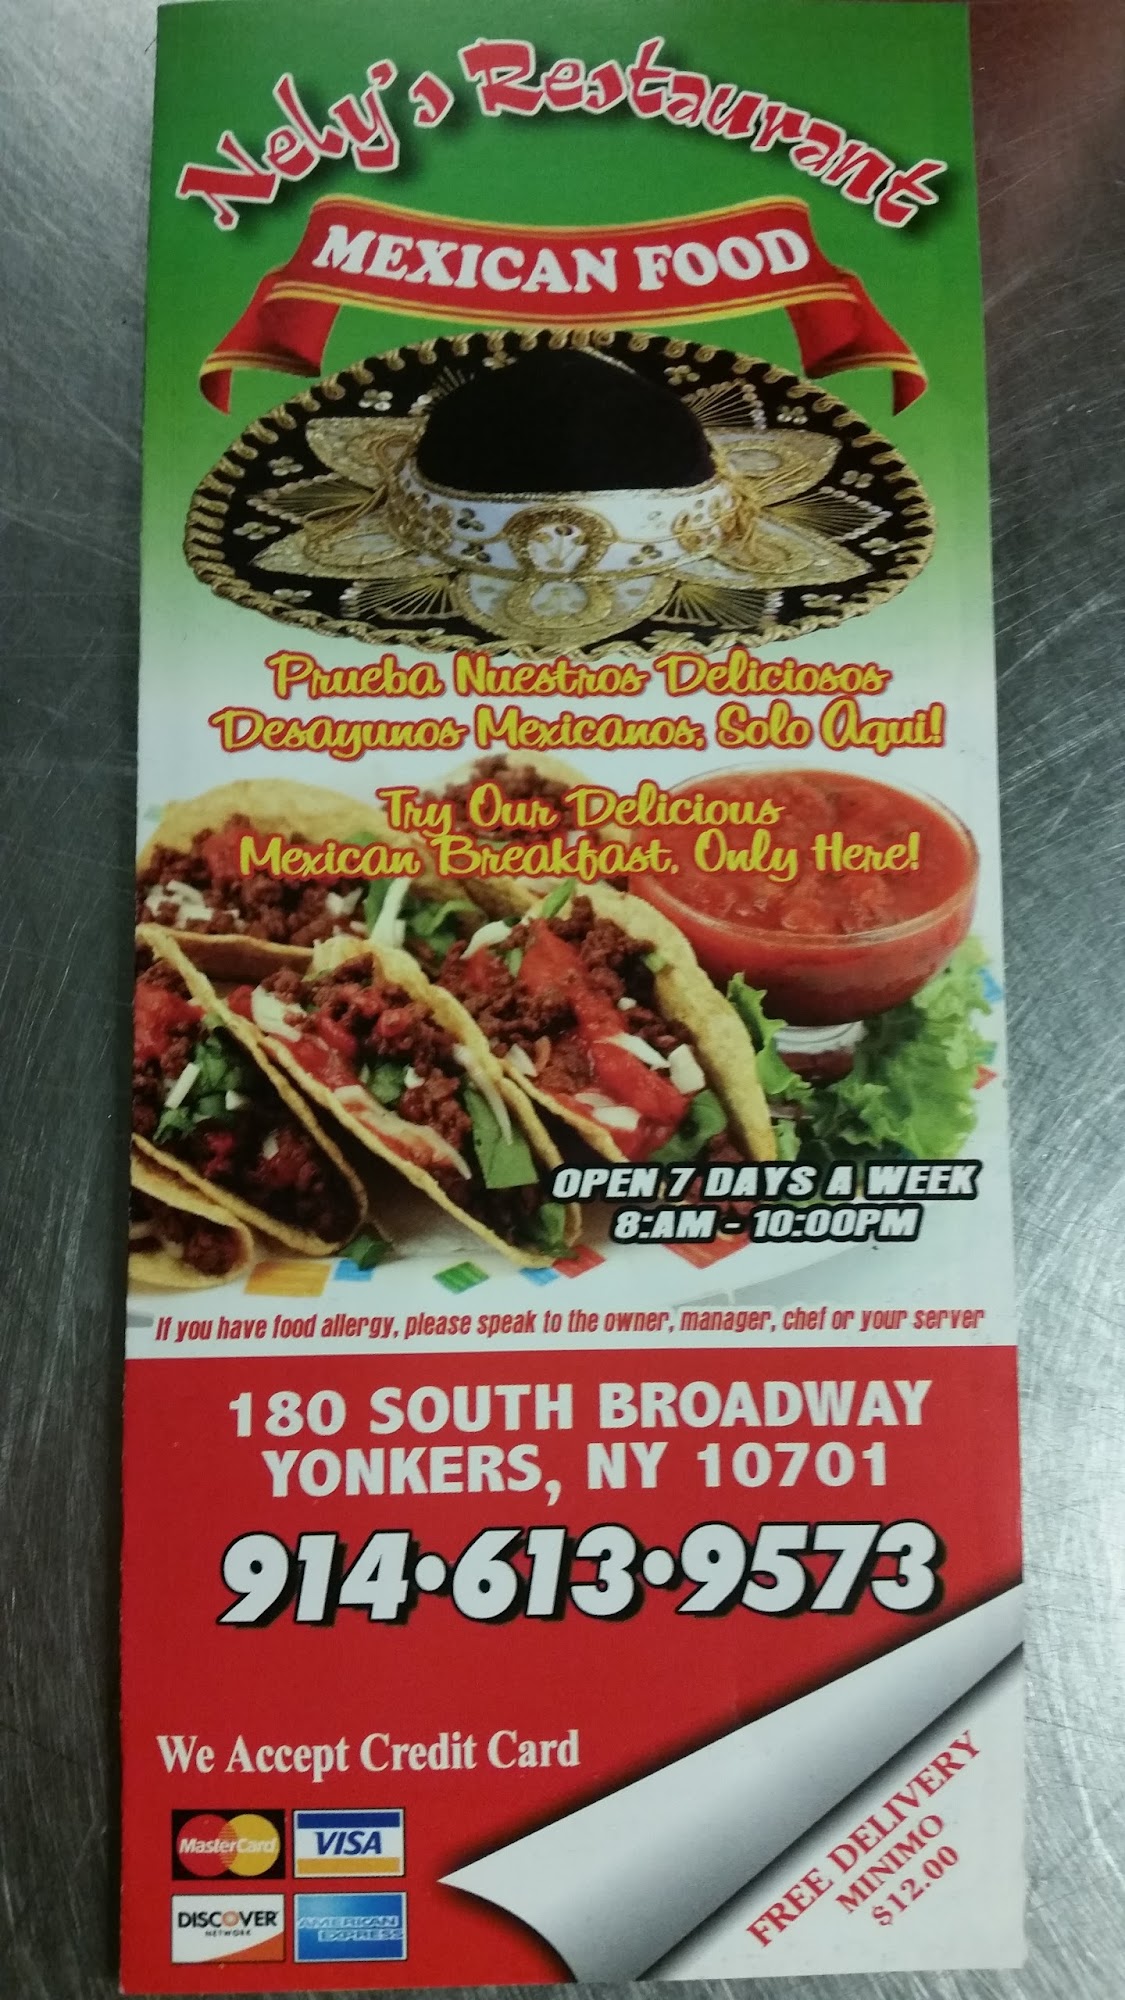 Nely's Restaurant
MEXICAN FOOD
Prueba Nuestros Deliciosos
Desayunos Mexicanos, Solo Aqui!
Try Our Delicious
Mexican Breakfast, Only Here!
OPEN 7 DAYS A WEEK
8:AM - 10:00PM
If you have food allergy, please speak to the owner, manager, chef or your server
180 SOUTH BROADWAY
YONKERS, NY 10701
914•613•9573
We Accept Credit Card
MasterCard
VISA
DISCOVER
NETWORK
AMERICAN
EXPRESS
FREE DELIVERY
MINIMO
$12.00